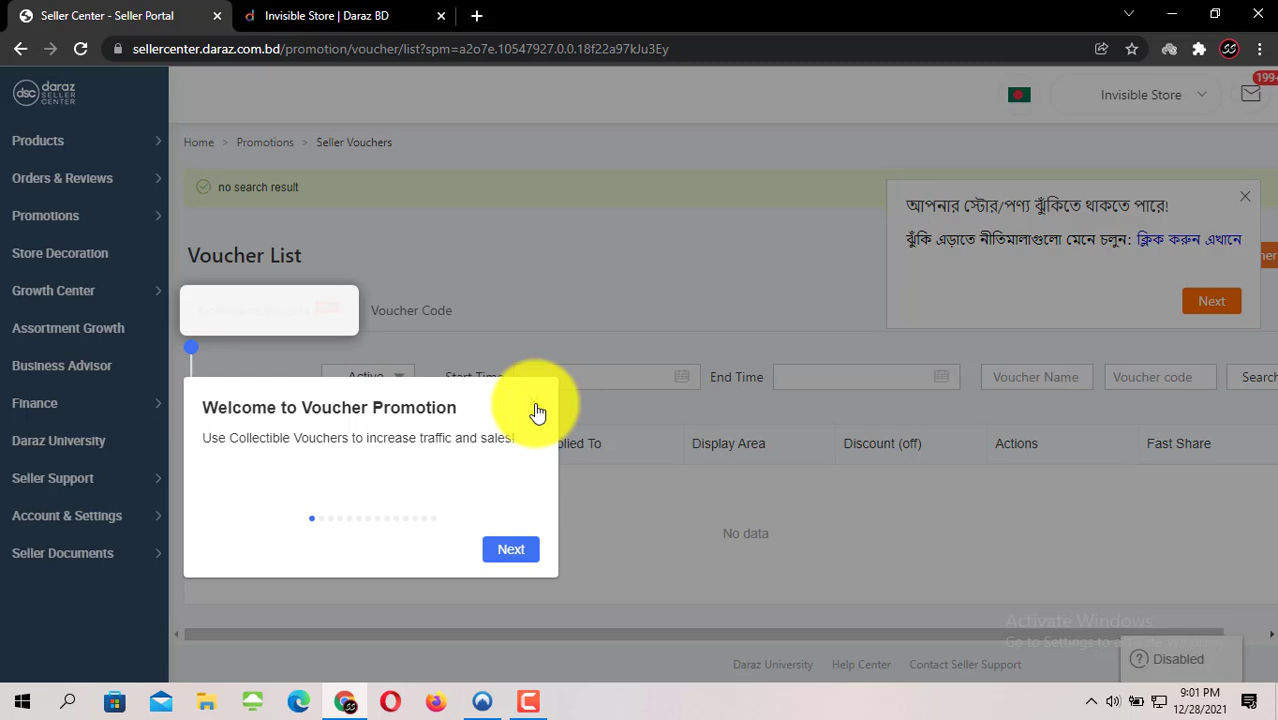 Seller Center - Seller Portal
Invisible Store | Daraz BD
sellercenter.daraz.com.bd/promotion/voucher/list?spm=a2o7e.10547927.0.0.18f22a97kJu3Ey
dsc daraz SELLER CENTER
Invisible Store
199+
Products
Orders & Reviews
Promotions
Store Decoration
Growth Center
Assortment Growth
Business Advisor
Finance
Daraz University
Seller Support
Account & Settings
Seller Documents
Home > Promotions > Seller Vouchers
no search result
আপনার স্টোর/পণ্য ঝুঁকিতে থাকতে পারে!
ঝুঁকি এড়াতে নীতিমালাগুলো মেনে চলুন: ক্লিক করুন এখানে
Next
Voucher List
Voucher Code
Active
Start Time
End Time
Voucher Name
Voucher code
Search
Display Area
Discount (off)
Actions
Fast Share
No data
Welcome to Voucher Promotion
Use Collectible Vouchers to increase traffic and sales!
Next
Activate Windows
Daraz University
Help Center
Contact Seller Support
Disabled
9:01 PM
12/28/2021